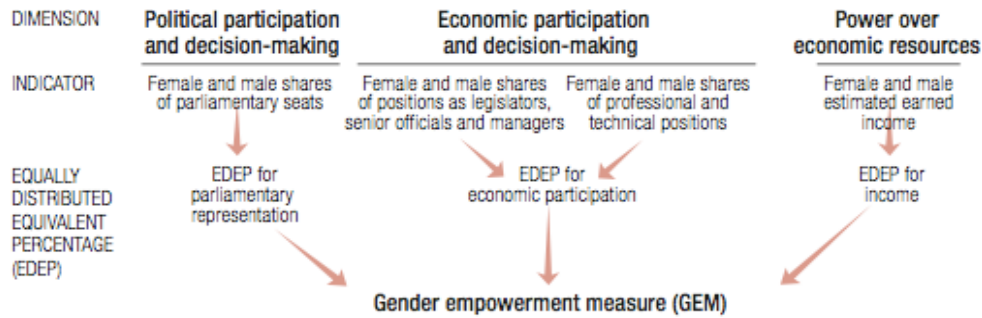 DIMENSION
Political participation
and decision-making
Economic participation
and decision-making
Power over
economic resources
INDICATOR
Female and male shares
of parliamentary seats
Female and male shares
of positions as legislators,
senior officials and managers
Female and male shares
of professional and
technical positions
Female and male
estimated earned
income
EQUALLY
DISTRIBUTED
EQUIVALENT
PERCENTAGE
(EDEP)
EDEP for
parliamentary
representation
EDEP for
economic participation
EDEP for
income
Gender empowerment measure (GEM)